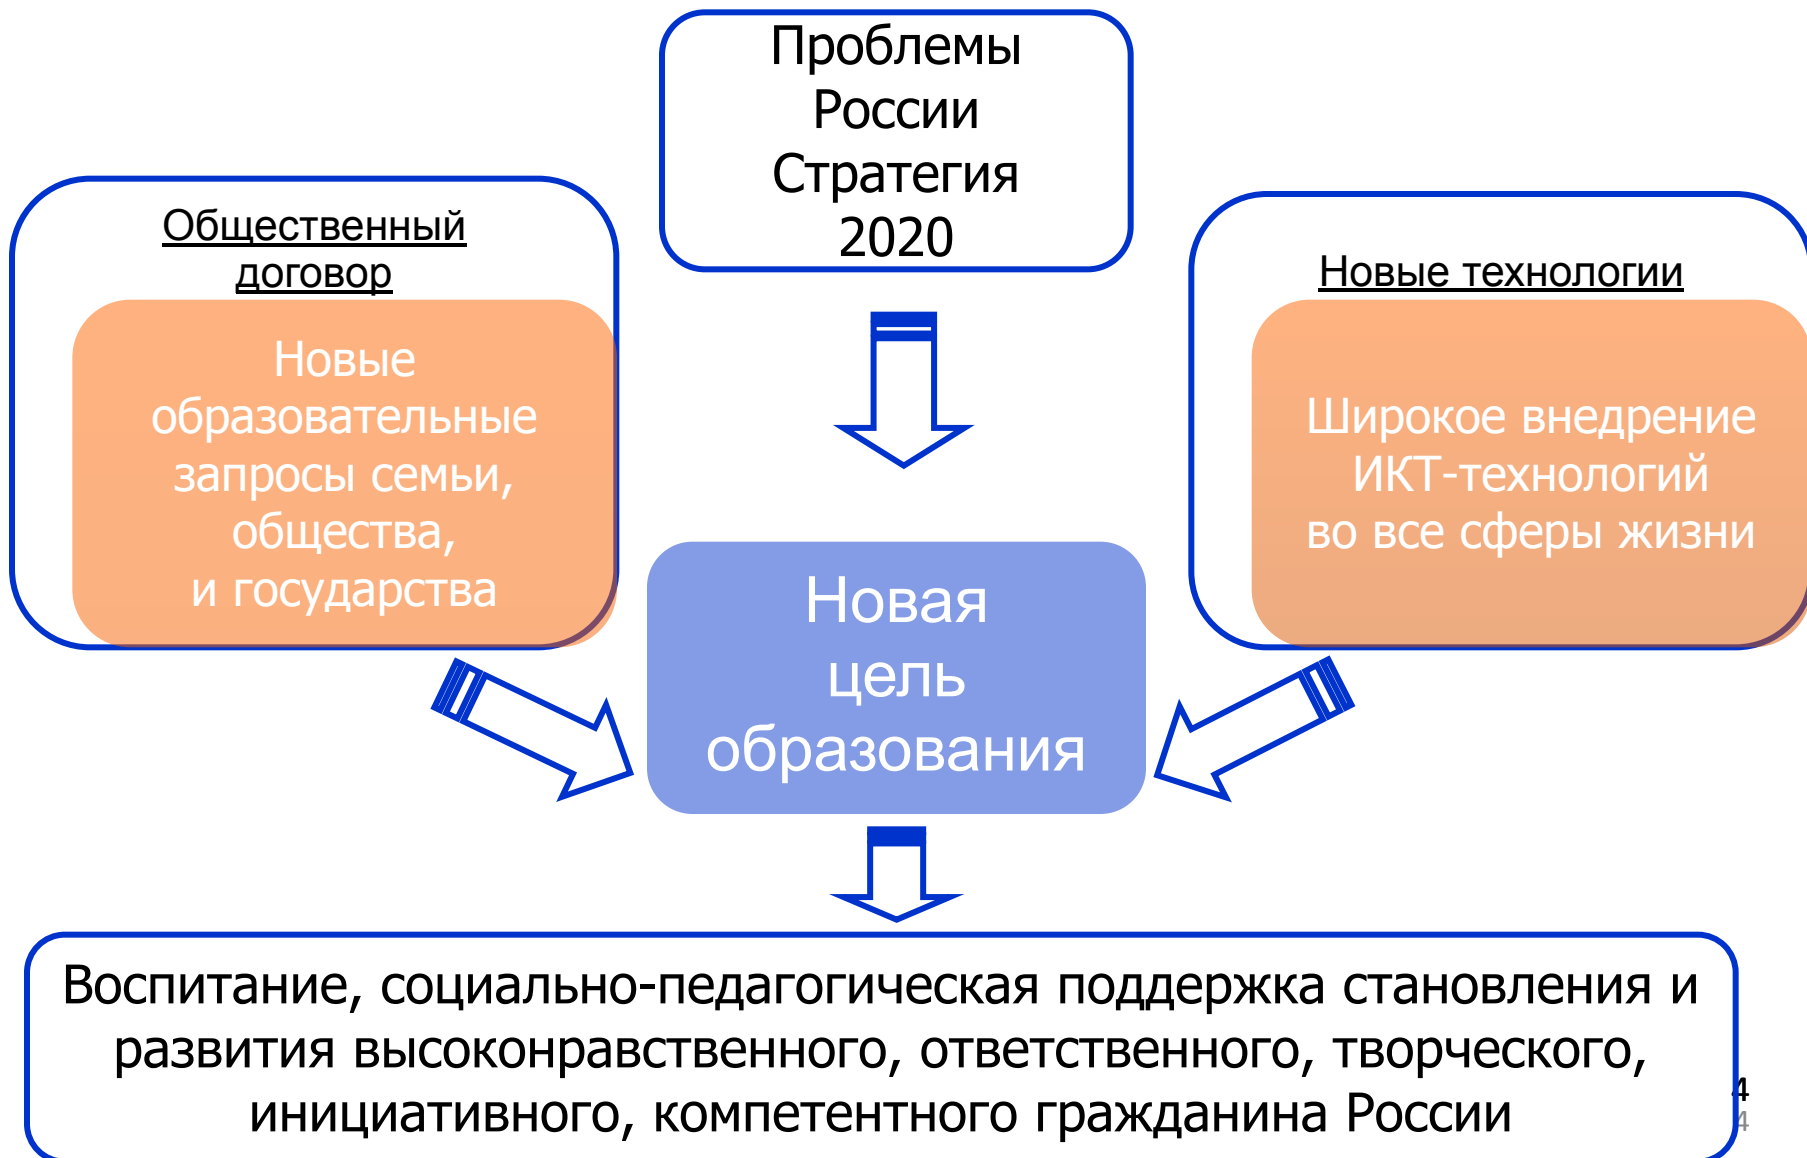 Проблемы
России
Стратегия
2020
Общественный
договор
Новые
образовательные
запросы семьи,
общества,
и государства
Новые технологии
Широкое внедрение
ИКТ-технологий
во все сферы жизни
Новая
цель
образования
Воспитание, социально-педагогическая поддержка становления и
развития высоконравственного, ответственного, творческого,
инициативного, компетентного гражданина России
4
4